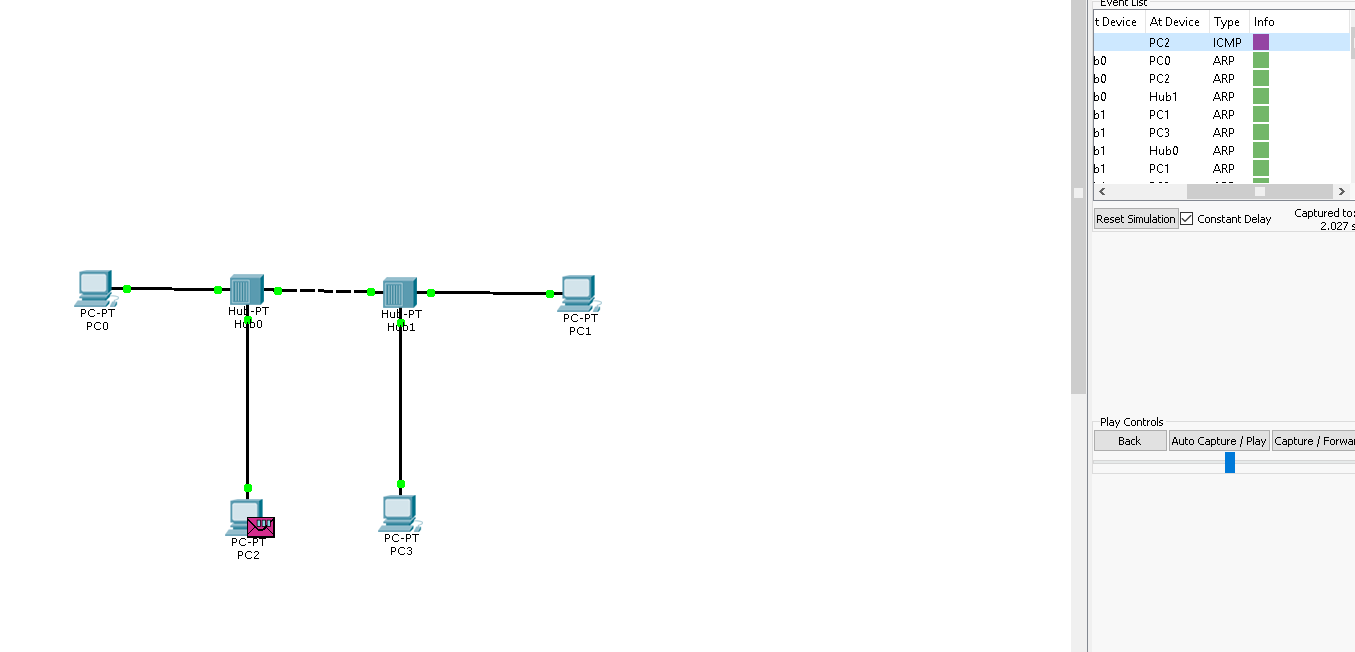 Event List
t Device At Device Type Info
PC2 ICMP
b0 PC0 ARP
b0 PC2 ARP
b0 Hub1 ARP
b1 PC1 ARP
b1 PC3 ARP
b1 Hub0 ARP
b1 PC1 ARP
Reset Simulation Constant Delay Captured to:
2.027 s
PC-PT
PC0
Hub-PT
Hub0
Hub-PT
Hub1
PC-PT
PC1
Play Controls
Back Auto Capture / Play Capture / Forwar
PC-PT
PC2
PC-PT
PC3